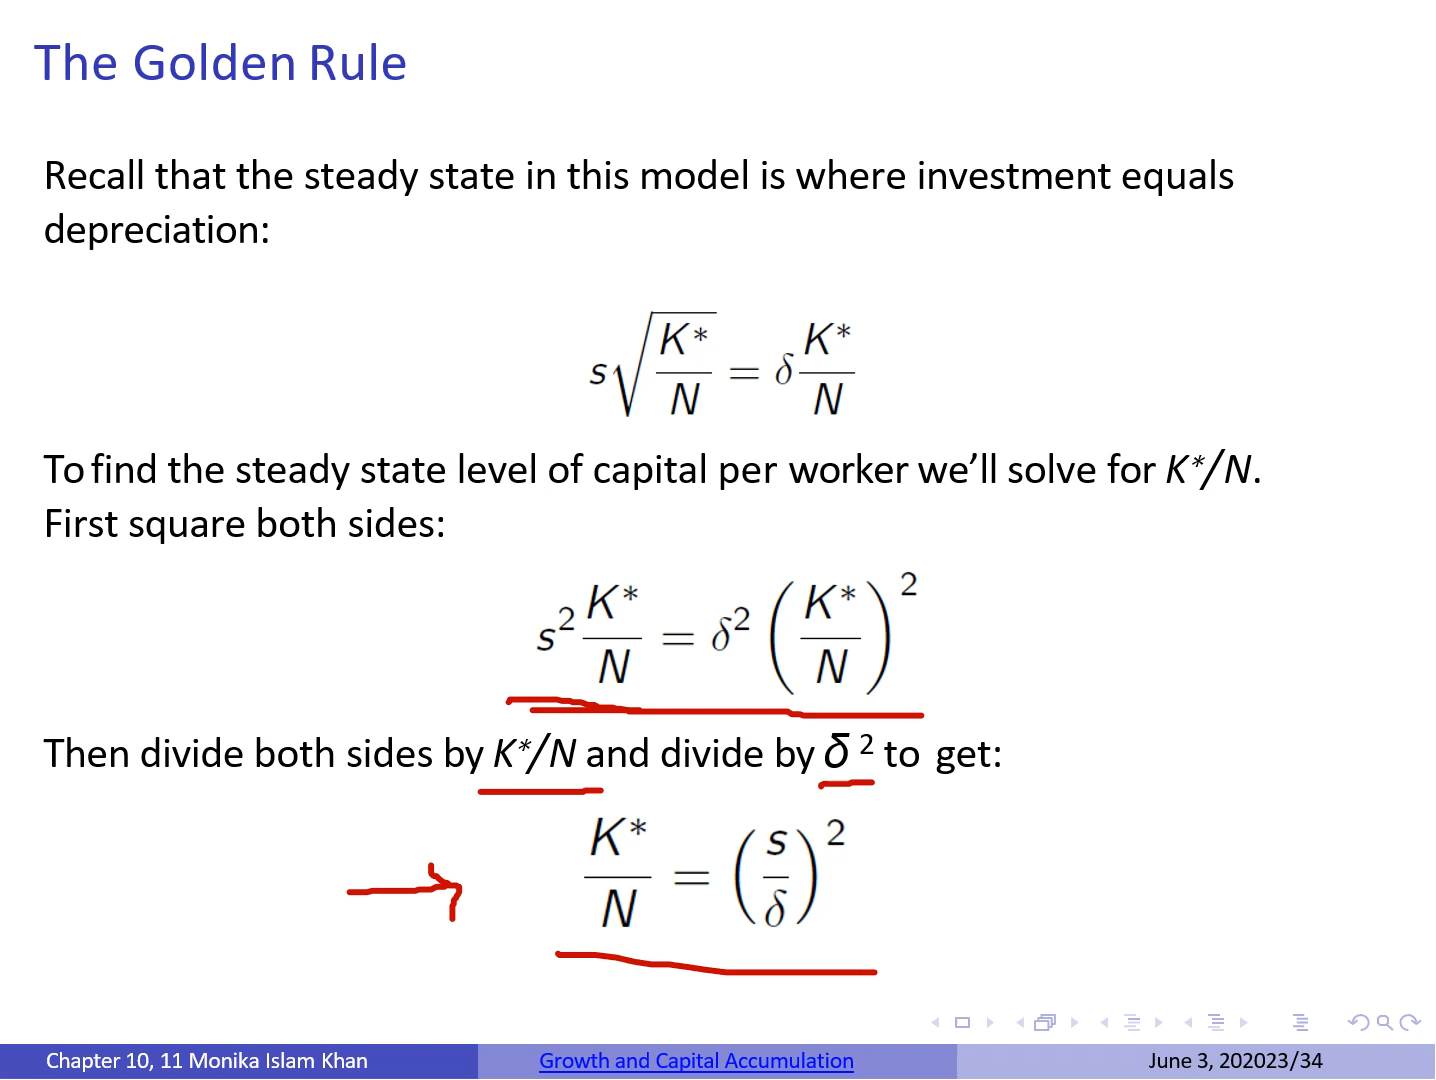 The Golden Rule
Recall that the steady state in this model is where investment equals
depreciation:
s√(K*/N) = δ K*/N
To find the steady state level of capital per worker we'll solve for K*/N.
First square both sides:
s² K*/N = δ² (K*/N)²
Then divide both sides by K*/N and divide by δ ² to get:
K*/N = (s/δ)²
Chapter 10, 11 Monika Islam Khan Growth and Capital Accumulation June 3, 202023/34